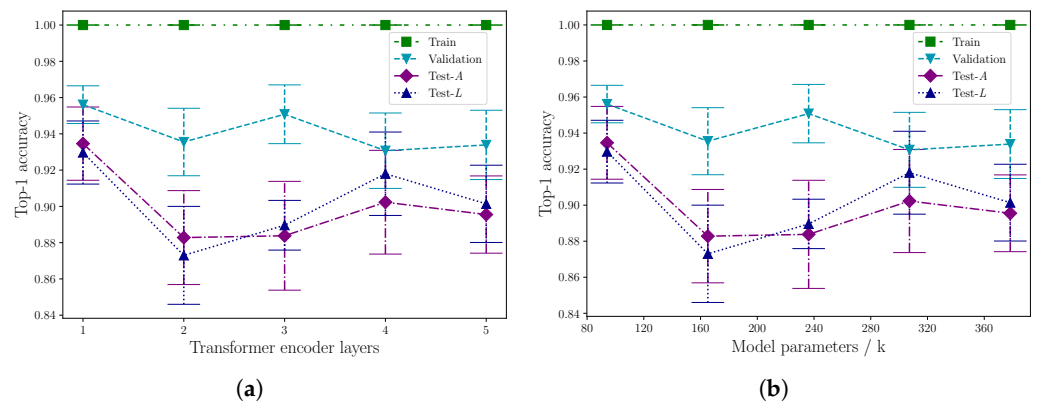 1.00
0.98
0.96
0.94
0.92
0.90
0.88
0.86
0.84
Top-1 accuracy
Train
Validation
Test-A
Test-L
1 2 3 4 5
Transformer encoder layers
(a)
1.00
0.98
0.96
0.94
0.92
0.90
0.88
0.86
0.84
Top-1 accuracy
Train
Validation
Test-A
Test-L
80 120 160 200 240 280 320 360
Model parameters / k
(b)